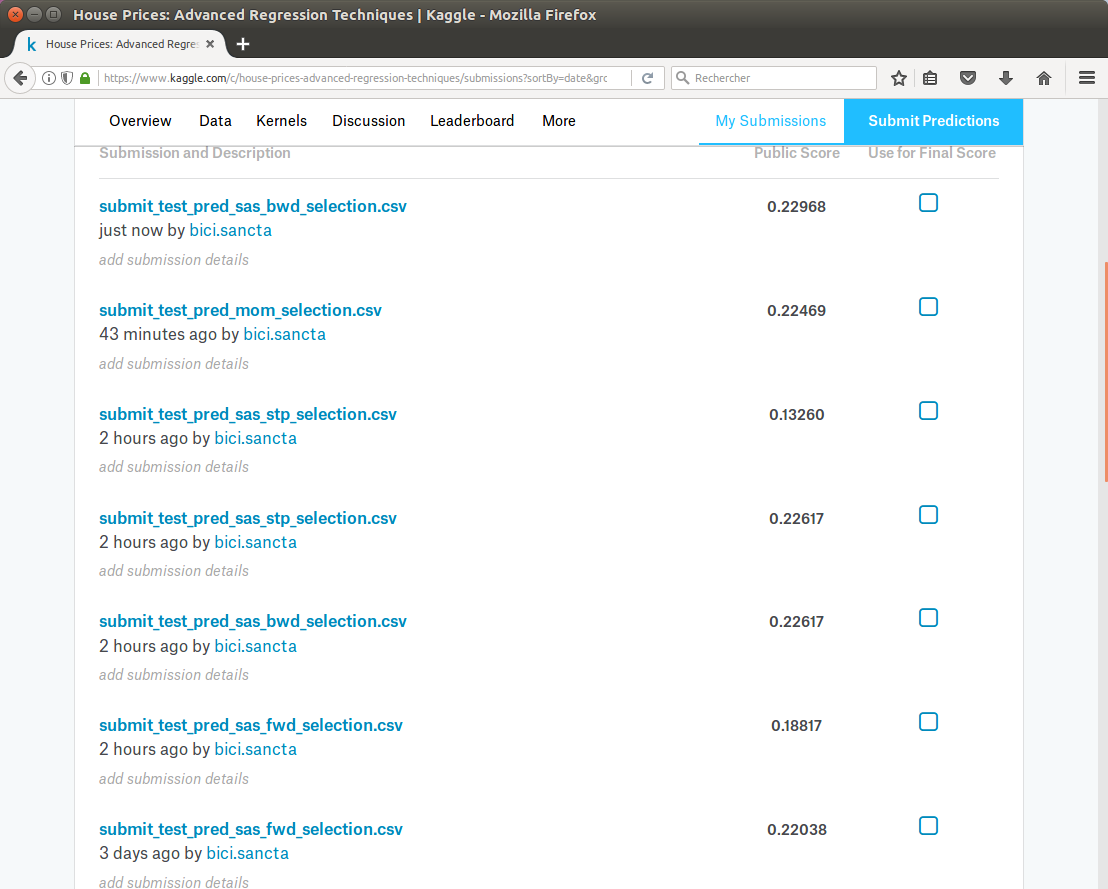 House Prices: Advanced Regression Techniques | Kaggle - Mozilla Firefox
k House Prices: Advanced Regres
https://www.kaggle.com/c/house-prices-advanced-regression-techniques/submissions?sortBy=date&grc Rechercher
Overview Data Kernels Discussion Leaderboard More My Submissions Submit Predictions
Submission and Description Public Score Use for Final Score
submit_test_pred_sas_bwd_selection.csv 0.22968
just now by bici.sancta
add submission details
submit_test_pred_mom_selection.csv 0.22469
43 minutes ago by bici.sancta
add submission details
submit_test_pred_sas_stp_selection.csv 0.13260
2 hours ago by bici.sancta
add submission details
submit_test_pred_sas_stp_selection.csv 0.22617
2 hours ago by bici.sancta
add submission details
submit_test_pred_sas_bwd_selection.csv 0.22617
2 hours ago by bici.sancta
add submission details
submit_test_pred_sas_fwd_selection.csv 0.18817
2 hours ago by bici.sancta
add submission details
submit_test_pred_sas_fwd_selection.csv 0.22038
3 days ago by bici.sancta
add submission details